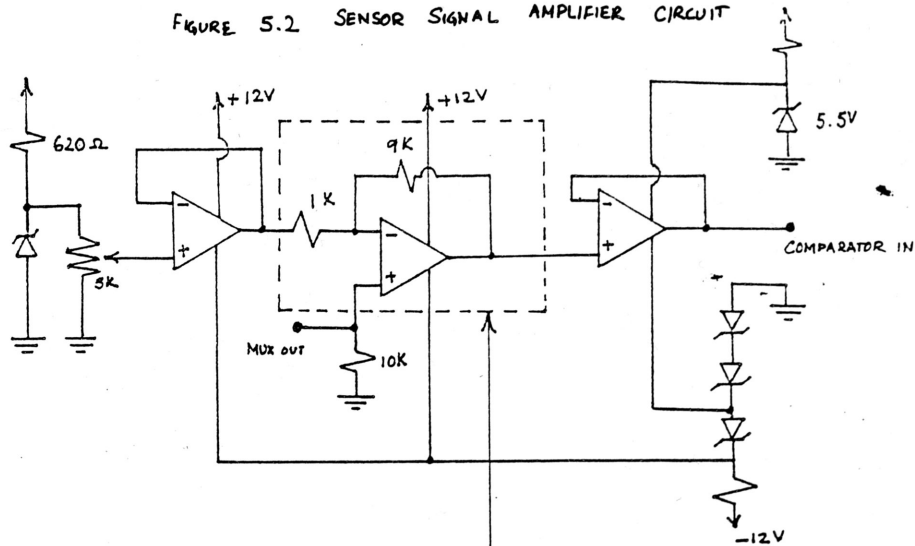 FIGURE 5.2 SENSOR SIGNAL AMPLIFIER CIRCUIT
+12V
+12V
5.5V
620Ω
9K
1K
-
+
-
+
-
+
5K
COMPARATOR IN
+
-
MUX OUT
10K
-12V